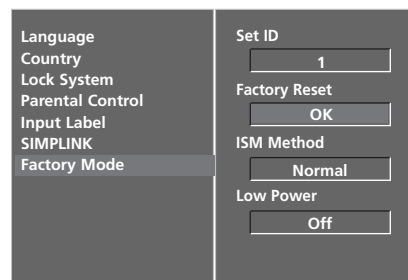 Language
Country
Lock System
Parental Control
Input Label
SIMPLINK
Factory Mode
Set ID
1
Factory Reset
OK
ISM Method
Normal
Low Power
Off